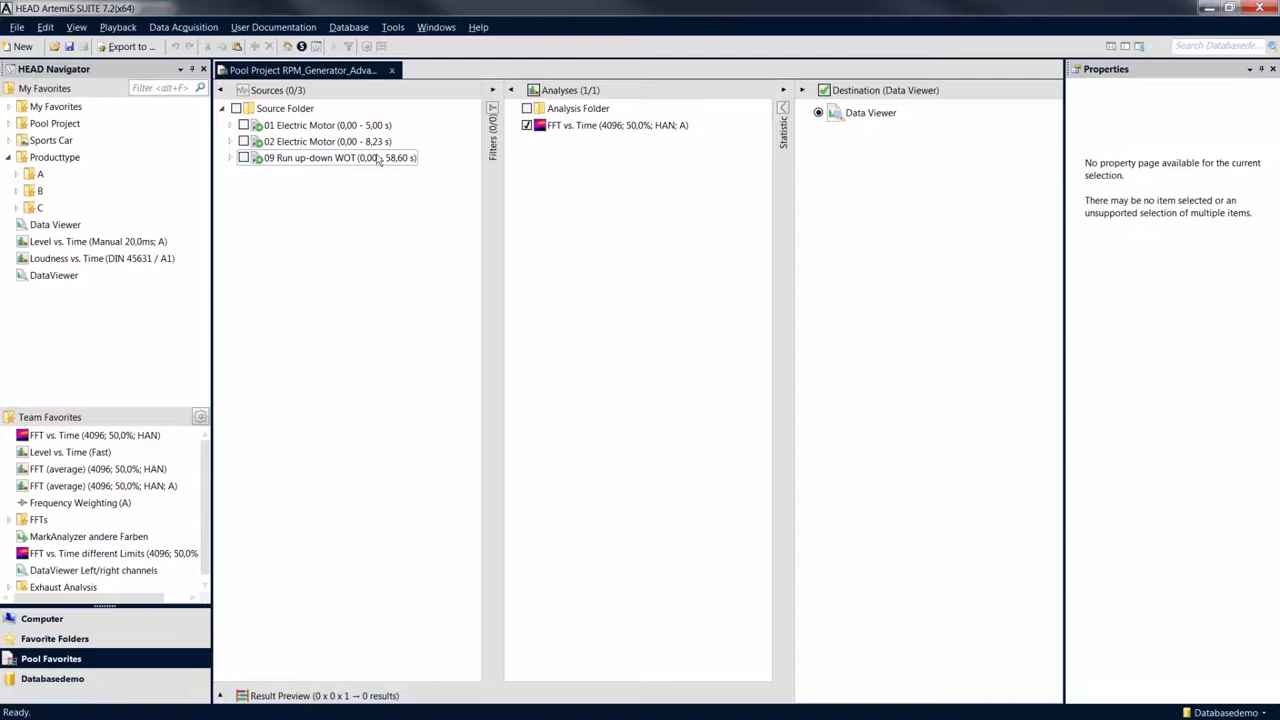 HEAD ArtemiS SUITE 7.2(x64)
File Edit View Playback Data Acquisition User Documentation Database Tools Windows Help
New Export to ... Search Databasedemo...
HEAD Navigator
My Favorites Filter <alt+F>
My Favorites
Pool Project
Sports Car
Producttype
A
B
C
Data Viewer
Level vs. Time (Manual 20,0ms; A)
Loudness vs. Time (DIN 45631 / A1)
DataViewer
Team Favorites
FFT vs. Time (4096; 50,0%; HAN)
Level vs. Time (Fast)
FFT (average) (4096; 50,0%; HAN)
FFT (average) (4096; 50,0%; HAN; A)
Frequency Weighting (A)
FFTs
MarkAnalyzer andere Farben
FFT vs. Time different Limits (4096; 50,0%
DataViewer Left/right channels
Exhaust Analysis
Computer
Favorite Folders
Pool Favorites
Databasedemo
Pool Project RPM_Generator_Adva... x
Sources (0/3)
Source Folder
01 Electric Motor (0,00 - 5,00 s)
02 Electric Motor (0,00 - 8,23 s)
09 Run up-down WOT (0,00 - 58,60 s)
Filters (0/0)
Analyses (1/1)
Analysis Folder
FFT vs. Time (4096; 50,0%; HAN; A)
Statistic
Destination (Data Viewer)
Data Viewer
Result Preview (0 x 0 x 1 → 0 results)
Properties
No property page available for the current
selection.
There may be no item selected or an
unsupported selection of multiple items.
Ready.
Databasedemo